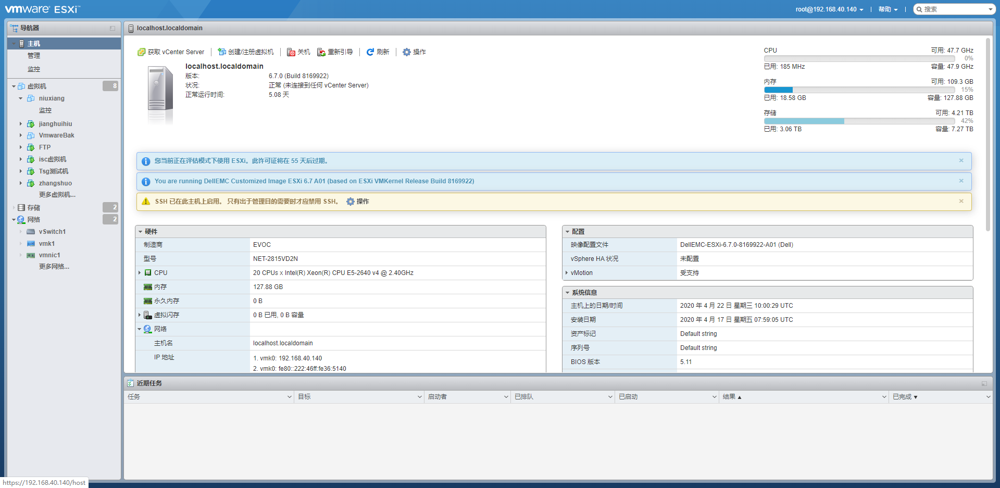 vmware ESXi™
root@192.168.40.140 | 帮助 | 搜索
导航器
主机
管理
监控
虚拟机 8
niuxiang
监控
jianghuihiu
VmwareBak
FTP
isc虚拟机
Tsg测试机
zhangshuo
更多虚拟机...
存储 2
网络 2
vSwitch1
vmk1
vmnic1
更多网络...
localhost.localdomain
获取 vCenter Server | 创建/注册虚拟机 | 关机 重新引导 | 刷新 | 操作
localhost.localdomain
版本: 6.7.0 (Build 8169922)
状况: 正常 (未连接到任何 vCenter Server)
正常运行时间: 5.08 天
CPU 可用: 47.7 GHz
0%
已用: 185 MHz 容量: 47.9 GHz
内存 可用: 109.3 GB
15%
已用: 18.58 GB 容量: 127.88 GB
存储 可用: 4.21 TB
42%
已用: 3.06 TB 容量: 7.27 TB
您当前正在评估模式下使用 ESXi。此许可证将在 55 天后过期。
You are running DellEMC Customized Image ESXi 6.7 A01 (based on ESXi VMKernel Release Build 8169922)
SSH 已在此主机上启用。 只有出于管理目的需要时才应禁用 SSH。 操作
硬件
制造商 EVOC
型号 NET-2815VD2N
CPU 20 CPUs x Intel(R) Xeon(R) CPU E5-2640 v4 @ 2.40GHz
内存 127.88 GB
永久内存 0 B
虚拟闪存 0 B 已用, 0 B 容量
网络
主机名 localhost.localdomain
IP 地址 1. vmk0: 192.168.40.140
2. vmk0: fe80::222:46ff:fe36:5140
配置
映像配置文件 DellEMC-ESXi-6.7.0-8169922-A01 (Dell)
vSphere HA 状况 未配置
vMotion 受支持
系统信息
主机上的日期/时间 2020 年 4 月 22 日 星期三 10:00:29 UTC
安装日期 2020 年 4 月 17 日 星期五 07:59:05 UTC
资产标记 Default string
序列号 Default string
BIOS 版本 5.11
近期任务
任务 目标 启动者 已排队 已启动 结果 ▲ 已完成 ▼
https://192.168.40.140/host